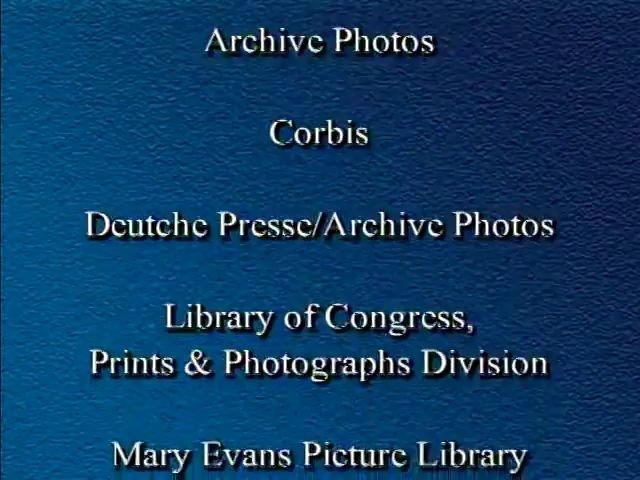 Archive Photos
Corbis
Deutche Presse/Archive Photos
Library of Congress,
Prints & Photographs Division
Mary Evans Picture Library